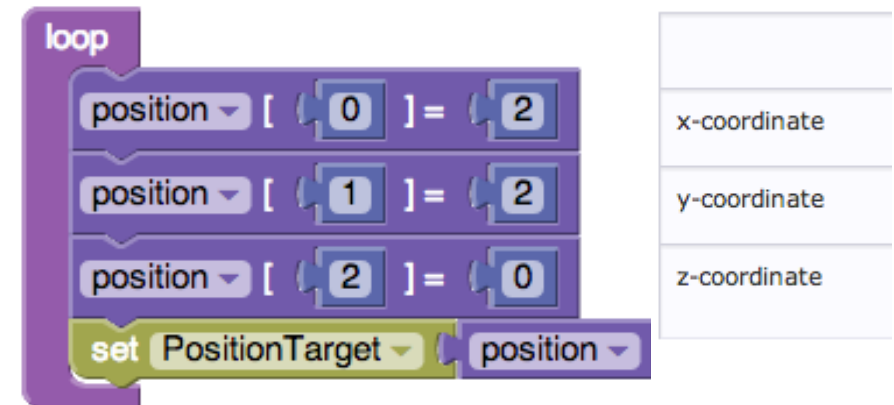 loop
position [ 0 ] = 2
position [ 1 ] = 2
position [ 2 ] = 0
set PositionTarget position
x-coordinate
y-coordinate
z-coordinate